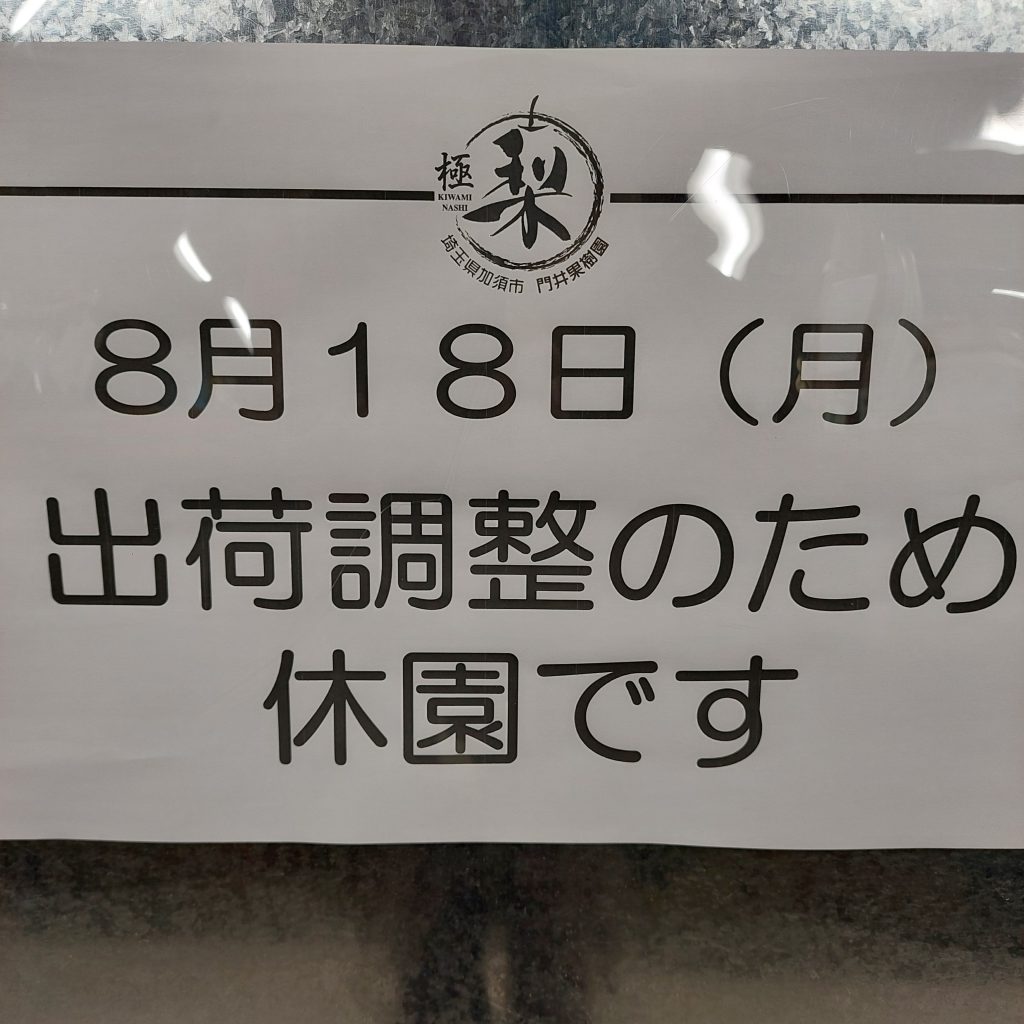 極
KIWAMI
NASHI
梨
埼玉県加須市 門井果樹園
8月18日（月）
出荷調整のため
休園です